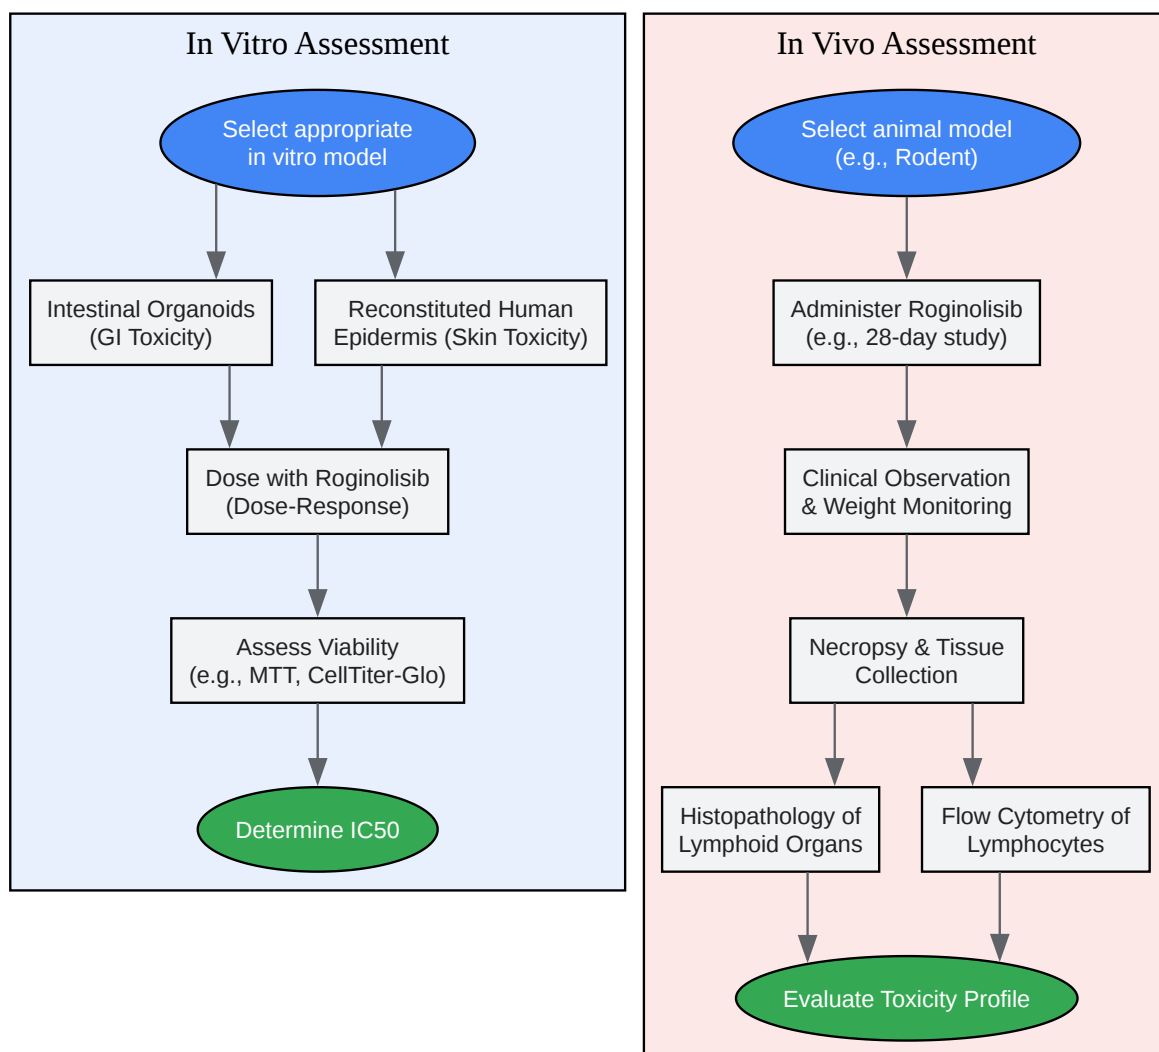 In Vitro Assessment
Select appropriate
in vitro model
Intestinal Organoids
(GI Toxicity)
Reconstituted Human
Epidermis (Skin Toxicity)
Dose with Roginolisib
(Dose-Response)
Assess Viability
(e.g., MTT, CellTiter-Glo)
Determine IC50
In Vivo Assessment
Select animal model
(e.g., Rodent)
Administer Roginolisib
(e.g., 28-day study)
Clinical Observation
& Weight Monitoring
Necropsy & Tissue
Collection
Histopathology of
Lymphoid Organs
Flow Cytometry of
Lymphocytes
Evaluate Toxicity Profile